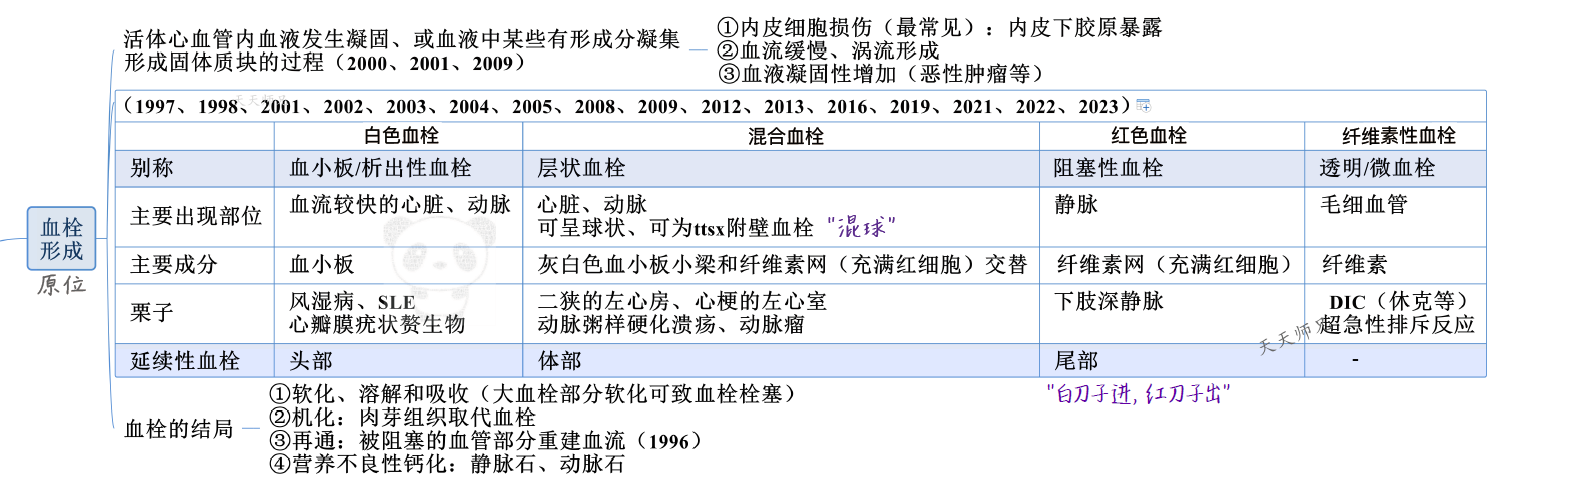 活体心血管内血液发生凝固、或血液中某些有形成分凝集
形成固体质块的过程（2000、2001、2009）
①内皮细胞损伤（最常见）：内皮下胶原暴露
②血流缓慢、涡流形成
③血液凝固性增加（恶性肿瘤等）
（1997、1998、2001、2002、2003、2004、2005、2008、2009、2012、2013、2016、2019、2021、2022、2023）
白色血栓 混合血栓 红色血栓 纤维素性血栓
别称 血小板/析出性血栓 层状血栓 阻塞性血栓 透明/微血栓
主要出现部位 血流较快的心脏、动脉 心脏、动脉 静脉 毛细血管
可呈球状、可为ttsx附壁血栓 "混球"
主要成分 血小板 灰白色血小板小梁和纤维素网（充满红细胞）交替 纤维素网（充满红细胞） 纤维素
栗子 风湿病、SLE 二狭的左心房、心梗的左心室 下肢深静脉 DIC（休克等）
心瓣膜疣状赘生物 动脉粥样硬化溃疡、动脉瘤 超急性排斥反应
延续性血栓 头部 体部 尾部 -
"白刀子进，红刀子出"
血栓
形成
原位
血栓的结局
①软化、溶解和吸收（大血栓部分软化可致血栓栓塞）
②机化：肉芽组织取代血栓
③再通：被阻塞的血管部分重建血流（1996）
④营养不良性钙化：静脉石、动脉石
天天师兄